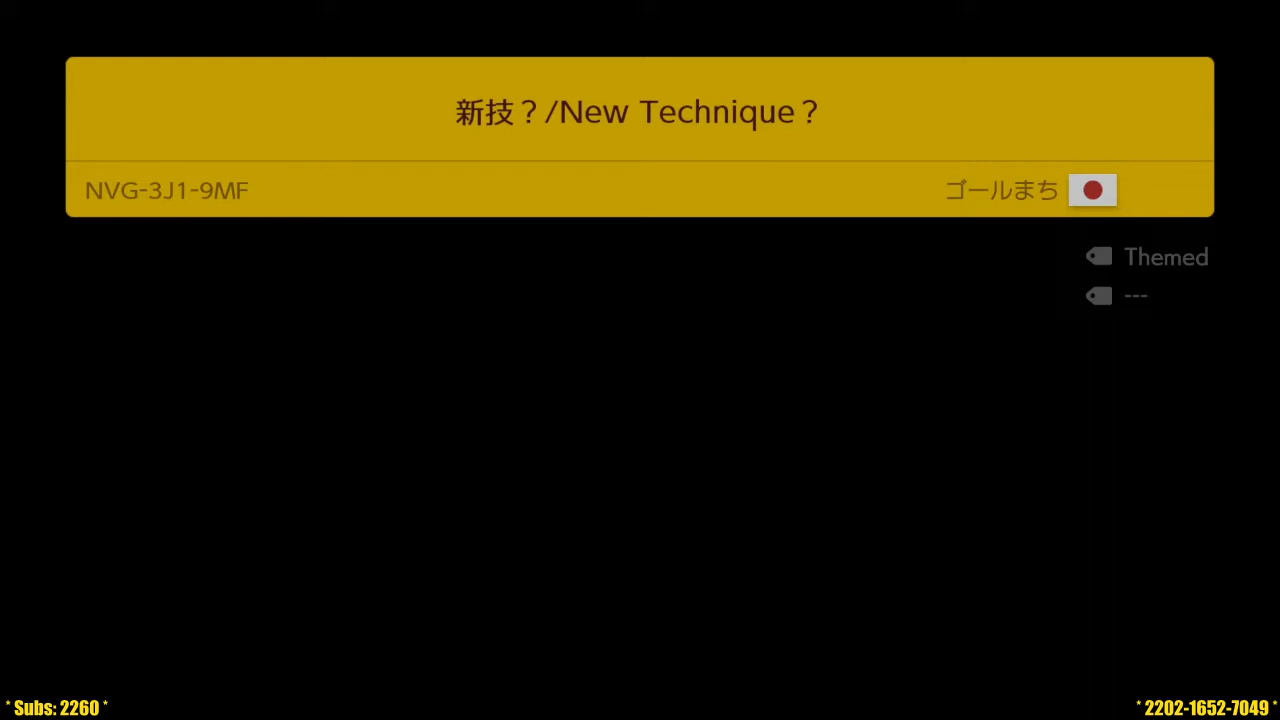 新技？/New Technique？
NVG-3J1-9MF
ゴールまち
Themed
---
* Subs: 2260 *
* 2202-1652-7049 *